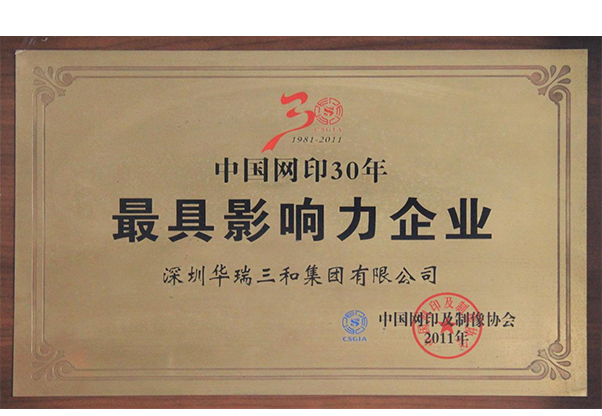 30
CSGIA
1981-2011
中国网印30年
最具影响力企业
深圳华瑞三和集团有限公司
CSGIA
中国网印及制像协会
2011年